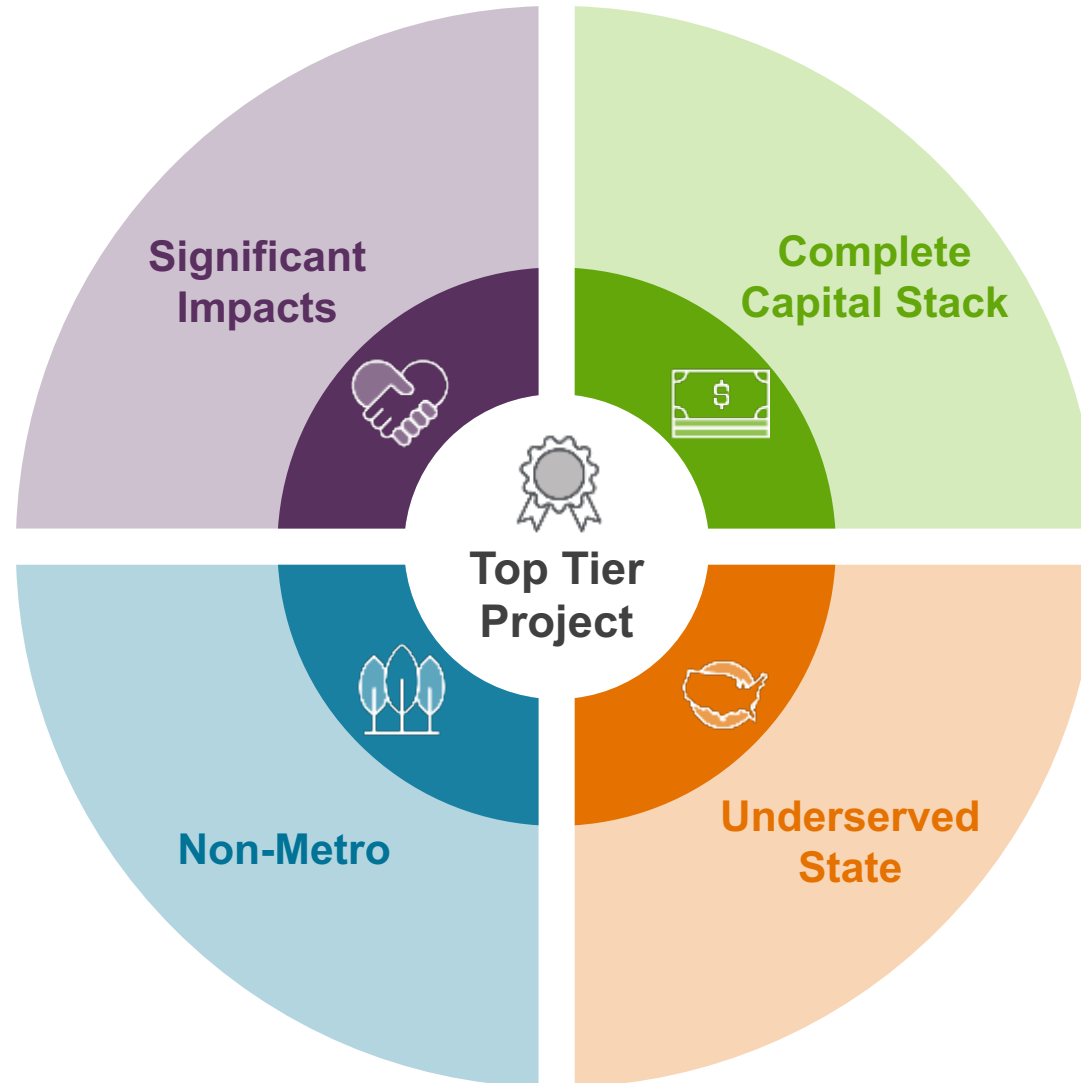 Significant
Impacts
Complete
Capital Stack
$
Top Tier
Project
Non-Metro
Underserved
State